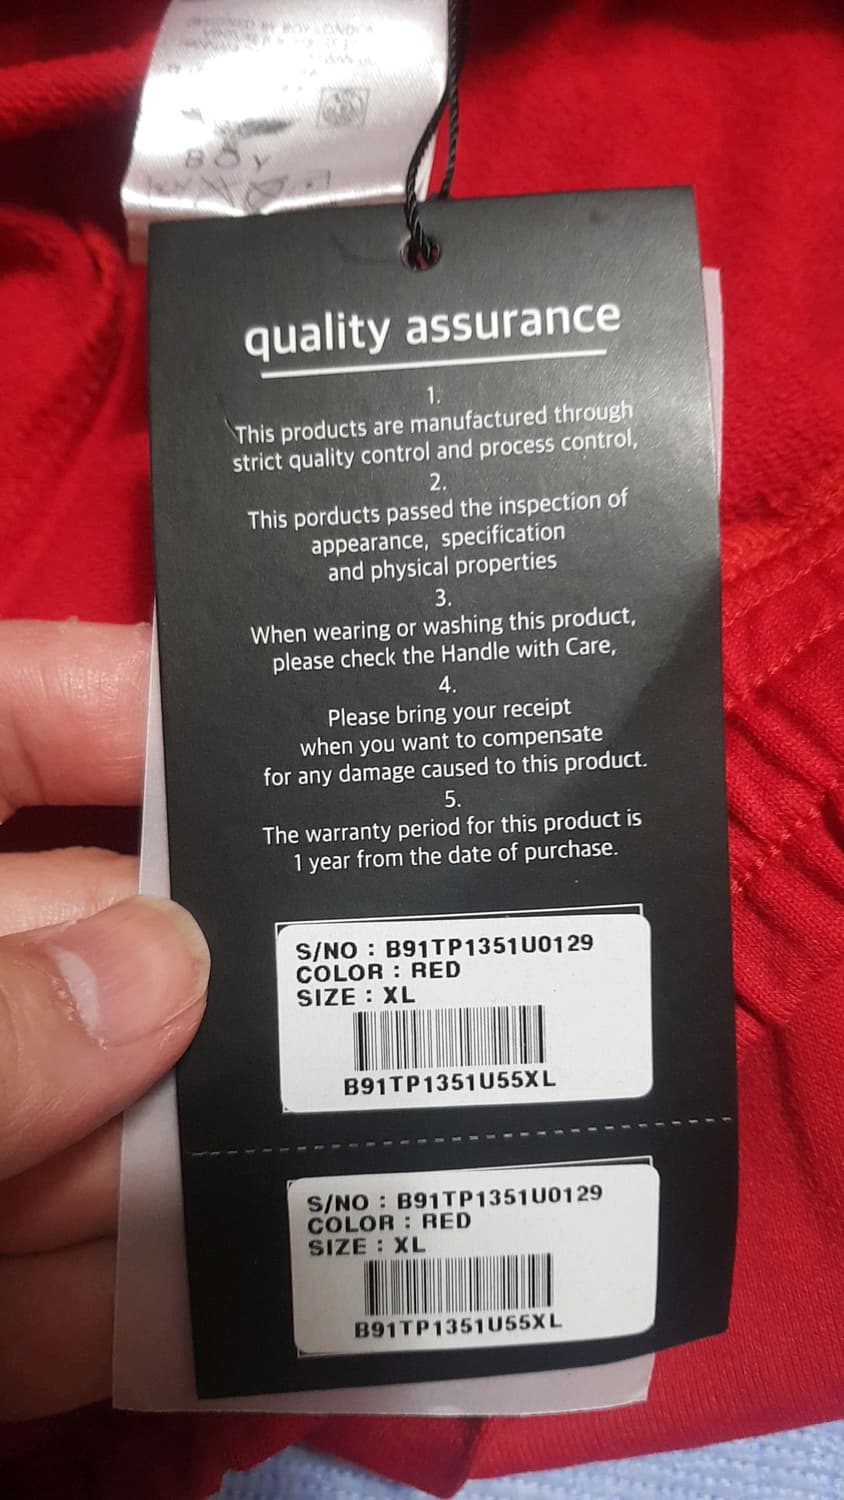 BOY LONDON
BOY
quality assurance
1.
This products are manufactured through
strict quality control and process control,
2.
This porducts passed the inspection of
appearance, specification
and physical properties
3.
When wearing or washing this product,
please check the Handle with Care,
4.
Please bring your receipt
when you want to compensate
for any damage caused to this product.
5.
The warranty period for this product is
1 year from the date of purchase.
S/NO : B91TP1351U0129
COLOR : RED
SIZE : XL
B91TP1351U55XL
S/NO : B91TP1351U0129
COLOR : RED
SIZE : XL
B91TP1351U55XL